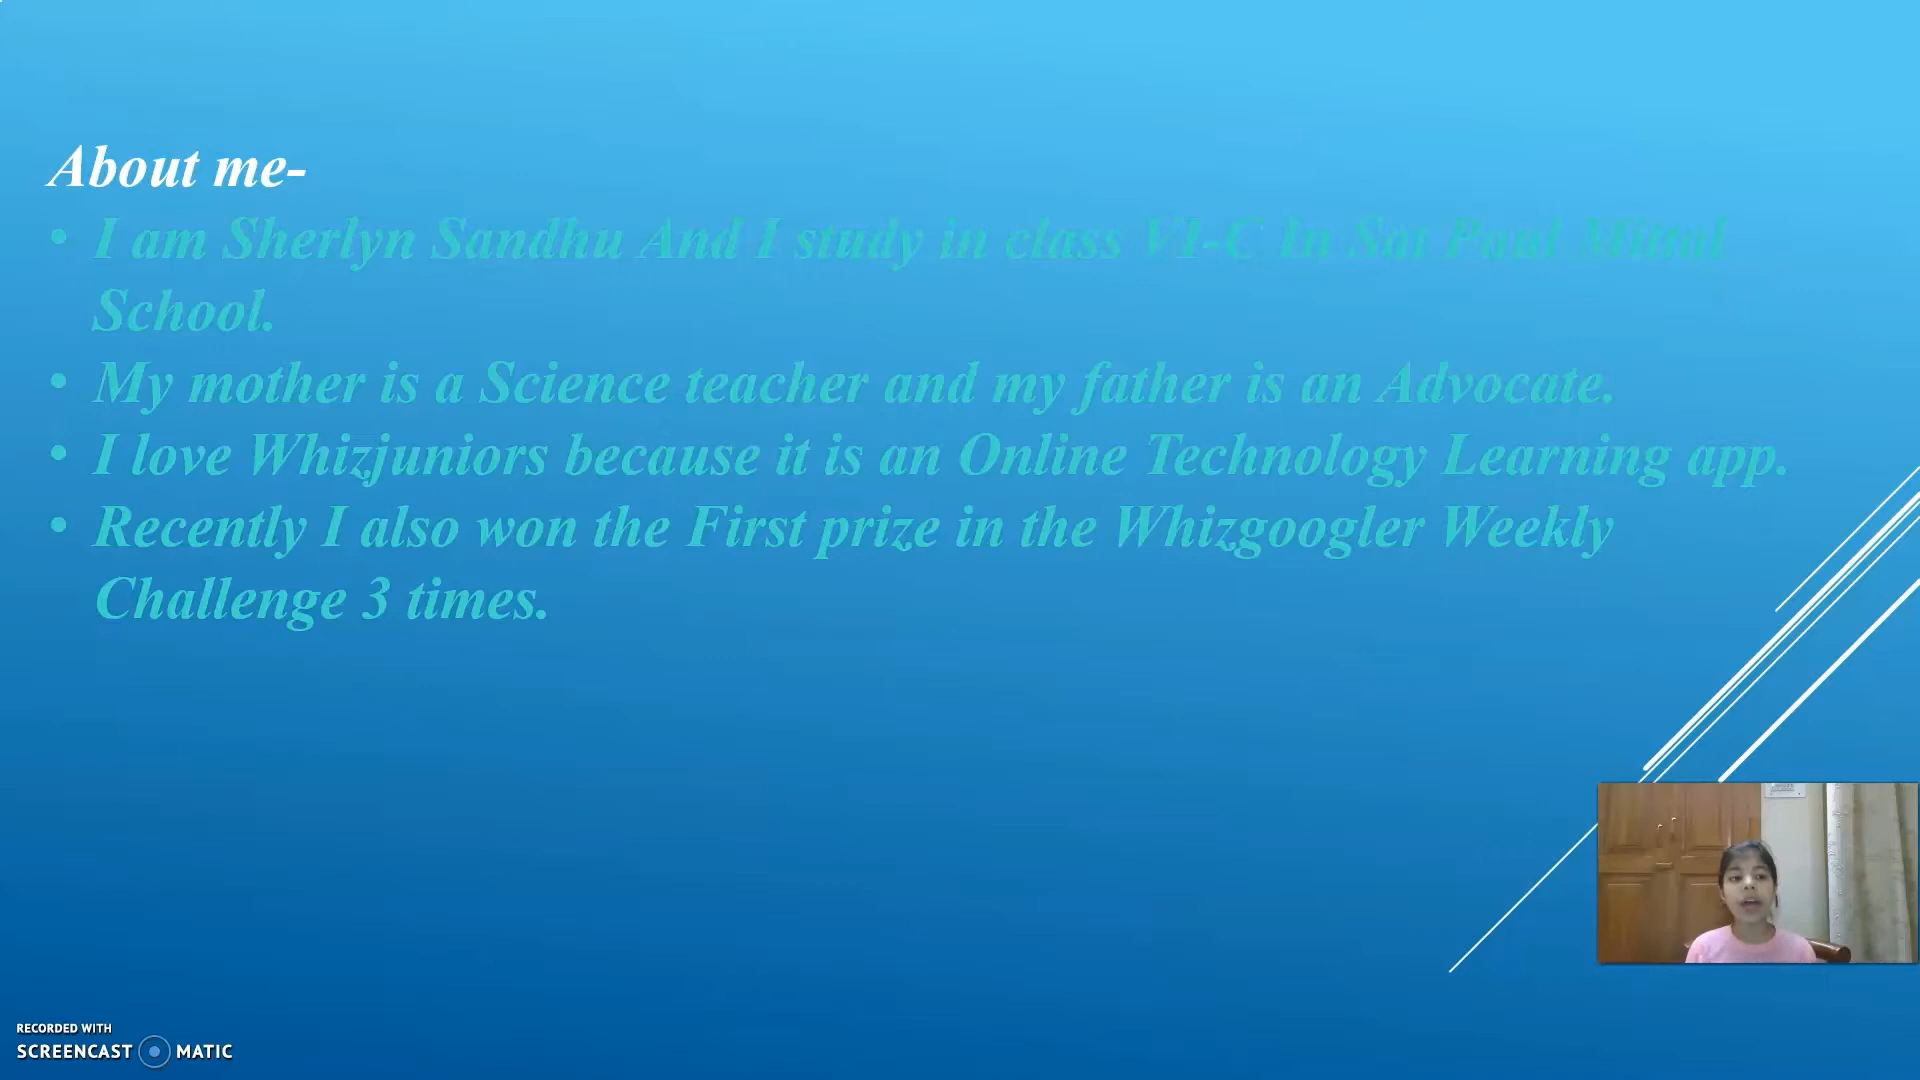 About me-
• I am Sherlyn Sandhu And I study in class VI-C In Sat Paul Mittal
School.
• My mother is a Science teacher and my father is an Advocate.
• I love Whizjuniors because it is an Online Technology Learning app.
• Recently I also won the First prize in the Whizgoogler Weekly
Challenge 3 times.
RECORDED WITH
SCREENCAST MATIC